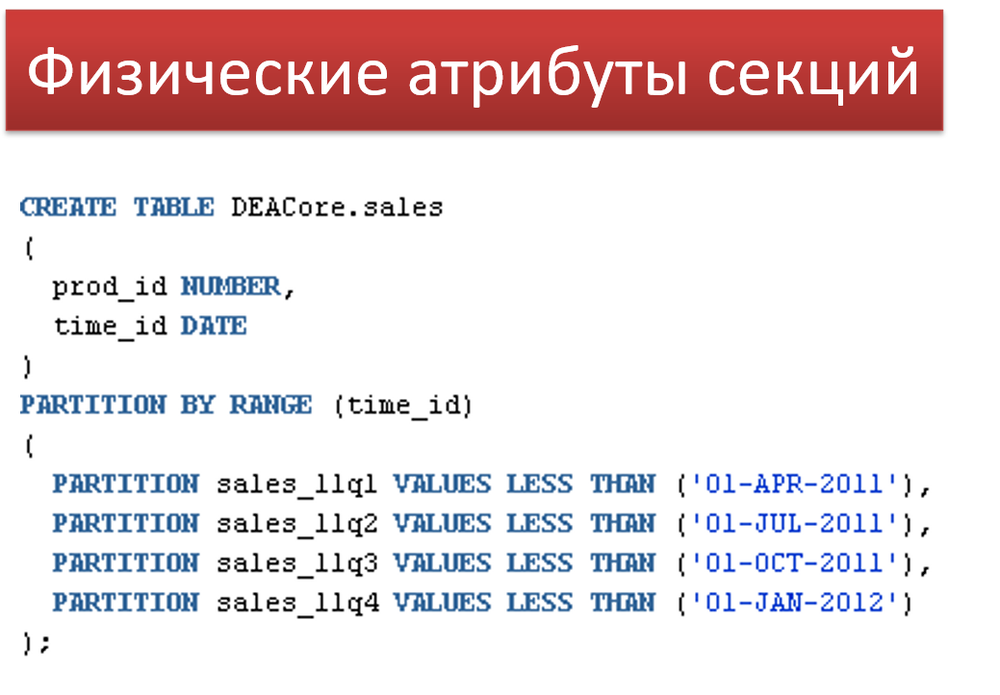 Физические атрибуты секций
CREATE TABLE DEACore.sales
(
prod_id NUMBER,
time_id DATE
)
PARTITION BY RANGE (time_id)
(
PARTITION sales_11q1 VALUES LESS THAN ('01-APR-2011'),
PARTITION sales_11q2 VALUES LESS THAN ('01-JUL-2011'),
PARTITION sales_11q3 VALUES LESS THAN ('01-OCT-2011'),
PARTITION sales_11q4 VALUES LESS THAN ('01-JAN-2012')
);